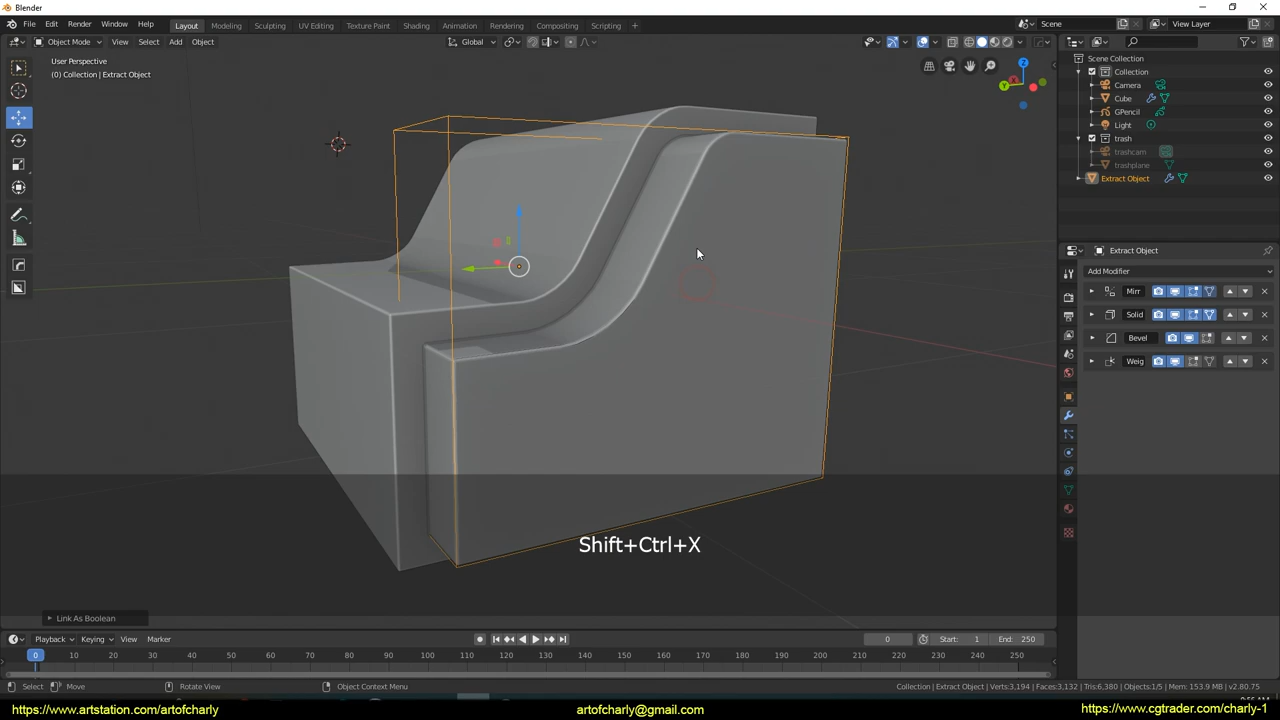 Blender
File Edit Render Window Help
Layout Modeling Sculpting UV Editing Texture Paint Shading Animation Rendering Compositing Scripting +
Scene
View Layer
Object Mode View Select Add Object
Global
User Perspective
(0) Collection | Extract Object
Z
Y
Scene Collection
Collection
Camera
Cube
GPencil
Light
trash
trashcam
trashplane
Extract Object
Extract Object
Add Modifier
Mirr
Solid
Bevel
Weig
Shift+Ctrl+X
Link As Boolean
Playback Keying View Marker
0 Start: 1 End: 250
0 10 20 30 40 50 60 70 80 90 100 110 120 130 140 150 160 170 180 190 200 210 220 230 240 250
Select Move Rotate View Object Context Menu
Collection | Extract Object | Verts:3,194 | Faces:3,132 | Tris:6,380 | Objects:1/5 | Mem: 153.9 MB | v2.80.75
https://www.artstation.com/artofcharly artofcharly@gmail.com https://www.cgtrader.com/charly-1